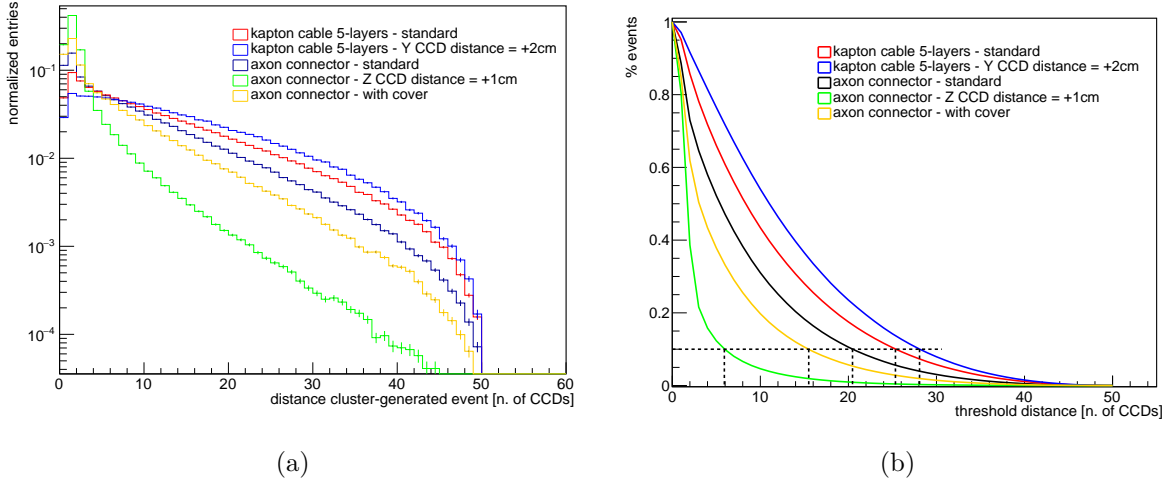 normalized entries
10⁻¹
10⁻²
10⁻³
10⁻⁴
kapton cable 5-layers - standard
kapton cable 5-layers - Y CCD distance = +2cm
axon connector - standard
axon connector - Z CCD distance = +1cm
axon connector - with cover
0 10 20 30 40 50 60
distance cluster-generated event [n. of CCDs]
(a)
% events
1
0.8
0.6
0.4
0.2
0
kapton cable 5-layers - standard
kapton cable 5-layers - Y CCD distance = +2cm
axon connector - standard
axon connector - Z CCD distance = +1cm
axon connector - with cover
0 10 20 30 40 50
threshold distance [n. of CCDs]
(b)